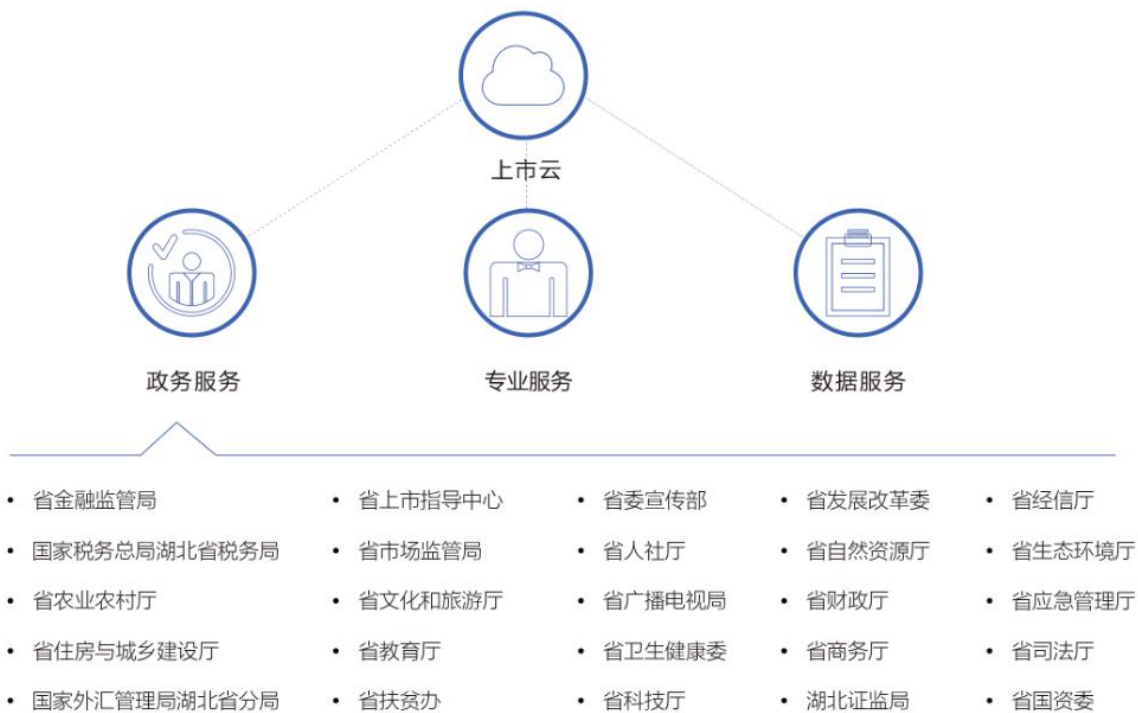 上市云
政务服务 专业服务 数据服务
• 省金融监管局 • 省上市指导中心 • 省委宣传部 • 省发展改革委 • 省经信厅
• 国家税务总局湖北省税务局 • 省市场监管局 • 省人社厅 • 省自然资源厅 • 省生态环境厅
• 省农业农村厅 • 省文化和旅游厅 • 省广播电视局 • 省财政厅 • 省应急管理厅
• 省住房与城乡建设厅 • 省教育厅 • 省卫生健康委 • 省商务厅 • 省司法厅
• 国家外汇管理局湖北省分局 • 省扶贫办 • 省科技厅 • 湖北证监局 • 省国资委